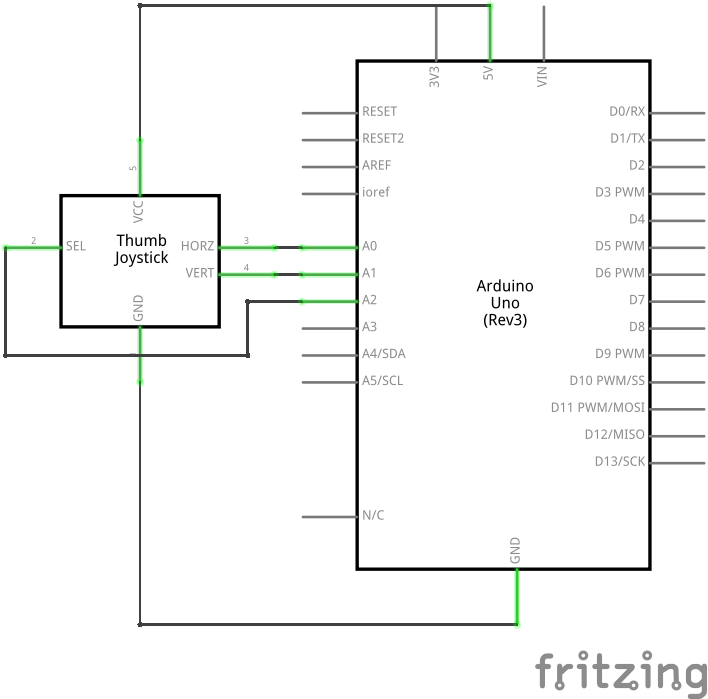 3V3
5V
VIN
RESET
RESET2
AREF
ioref
A0
A1
A2
A3
A4/SDA
A5/SCL
N/C
D0/RX
D1/TX
D2
D3 PWM
D4
D5 PWM
D6 PWM
D7
D8
D9 PWM
D10 PWM/SS
D11 PWM/MOSI
D12/MISO
D13/SCK
GND
Arduino
Uno
(Rev3)
5
VCC
2
SEL
Thumb
Joystick
HORZ
3
VERT
4
GND
fritzing